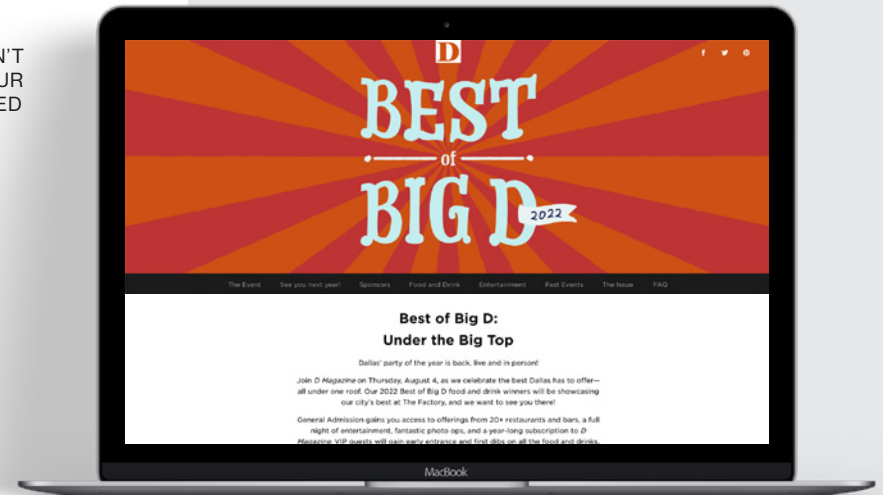 N'T
UR
ED
D
BEST
of
BIG D
2022
The Event See you next year! Sponsors Food and Drink Entertainment Past Events The Issue FAQ
Best of Big D:
Under the Big Top
Dallas' party of the year is back, live and in person!
Join D Magazine on Thursday, August 4, as we celebrate the best Dallas has to offer—
all under one roof. Our 2022 Best of Big D food and drink winners will be showcasing
our city's best at The Factory, and we want to see you there!
General Admission gains you access to offerings from 20+ restaurants and bars, a full
night of entertainment, fantastic photo ops, and a year-long subscription to D
Magazine. VIP guests will gain early entrance and first dibs on all the food and drinks,
MacBook